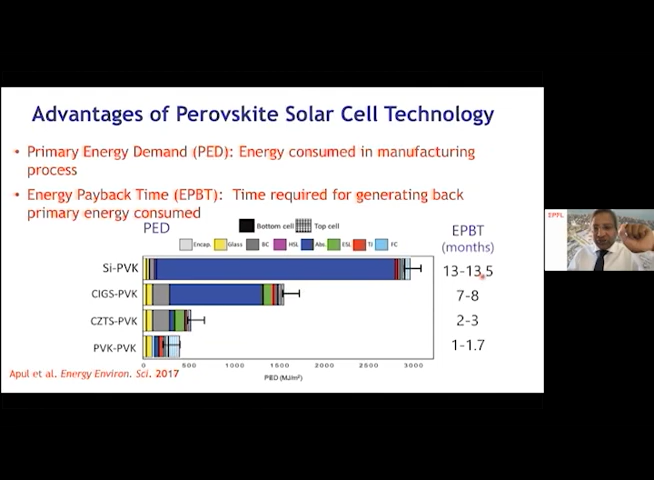 Advantages of Perovskite Solar Cell Technology
• Primary Energy Demand (PED): Energy consumed in manufacturing
process
• Energy Payback Time (EPBT): Time required for generating back
primary energy consumed
PED
Bottom cell Top cell
EPBT
(months)
Encap. Glass BC HSL Abs. ESL TJ FC
Si-PVK 13-13.5
CIGS-PVK 7-8
CZTS-PVK 2-3
PVK-PVK 1-1.7
0 500 1000 1500 2000 2500 3000
PED (MJ/m²)
Apul et al. Energy Environ. Sci. 2017
EPFL